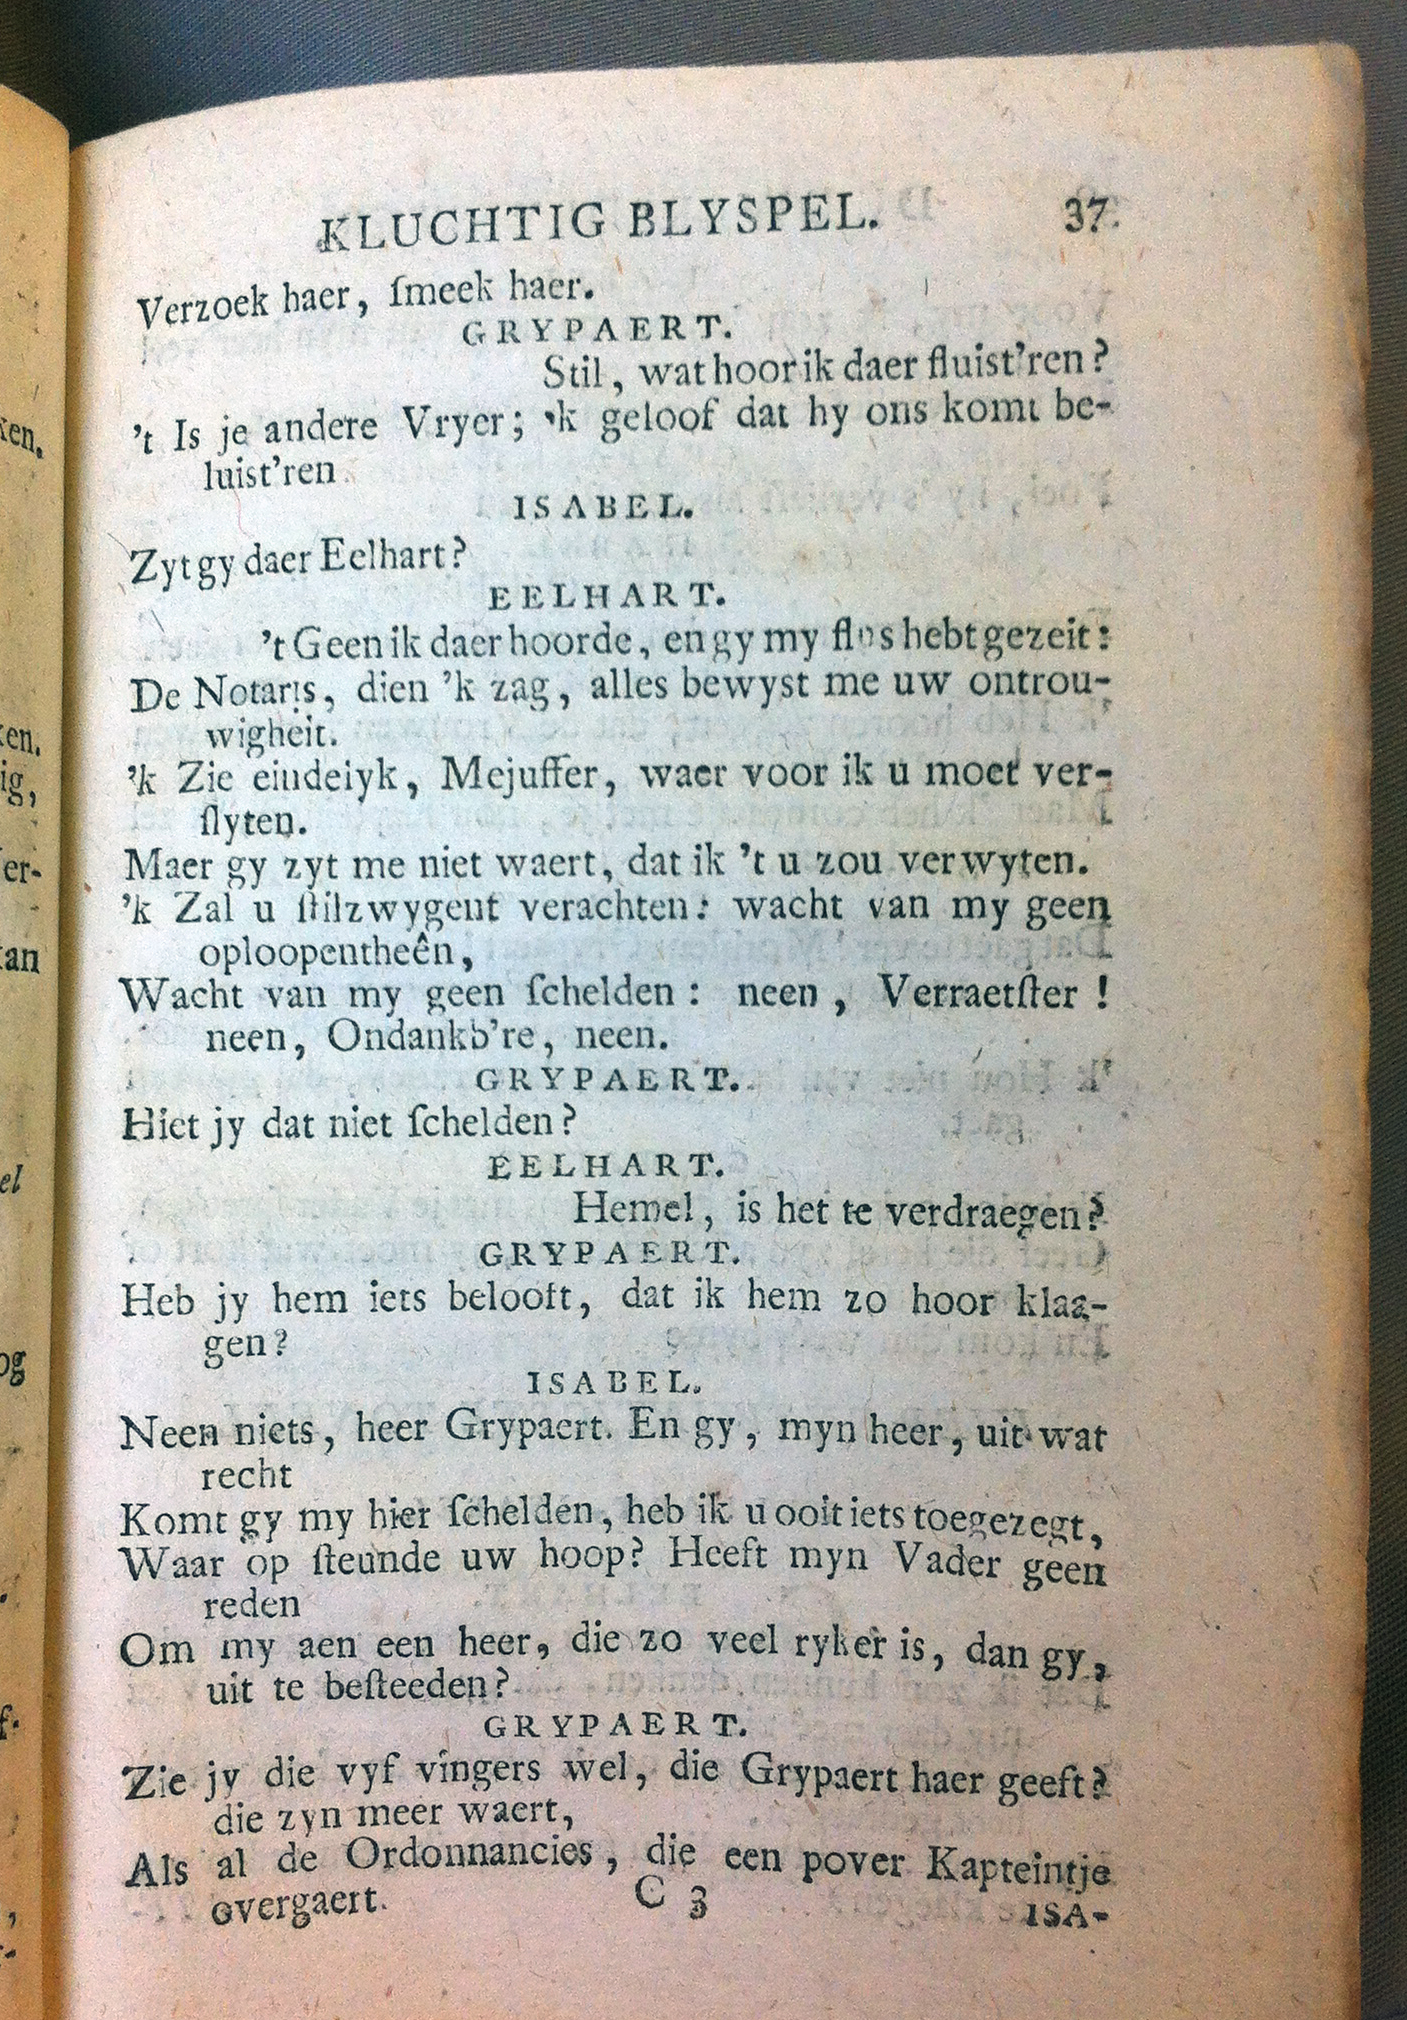 KLUCHTIG BLYSPEL. 37.
Verzoek haer, ſmeek haer.
GRYPAERT.
Stil, wat hoor ik daer fluist'ren?
't Is je andere Vryer; 'k geloof dat hy ons komt be-
luist'ren
ISABEL.
Zyt gy daer Eelhart?
EELHART.
't Geen ik daer hoorde, en gy my flus hebt gezeit:
De Notaris, dien 'k zag, alles bewyst me uw ontrou-
wigheit.
'k Zie eindelyk, Mejuffer, waer voor ik u moet ver-
ſlyten.
Maer gy zyt me niet waert, dat ik 't u zou verwyten.
'k Zal u ſtilzwygent verachten: wacht van my geen
oploopentheên,
Wacht van my geen ſchelden: neen, Verraetſter!
neen, Ondankb're, neen.
GRYPAERT.
Hiet jy dat niet ſchelden?
EELHART.
Hemel, is het te verdraegen?
GRYPAERT.
Heb jy hem iets belooft, dat ik hem zo hoor klaa-
gen?
ISABEL.
Neen niets, heer Grypaert. En gy, myn heer, uit wat
recht
Komt gy my hier ſchelden, heb ik u ooit iets toegezegt,
Waar op ſteunde uw hoop? Heeft myn Vader geen
reden
Om my aen een heer, die zo veel ryker is, dan gy,
uit te beſteeden?
GRYPAERT.
Zie jy die vyf vingers wel, die Grypaert haer geeft?
die zyn meer waert,
Als al de Ordonnancies, die een pover Kapteintje
overgaert.
C 3
ISA-
ken,
ken.
ig,
er-
an
el
og